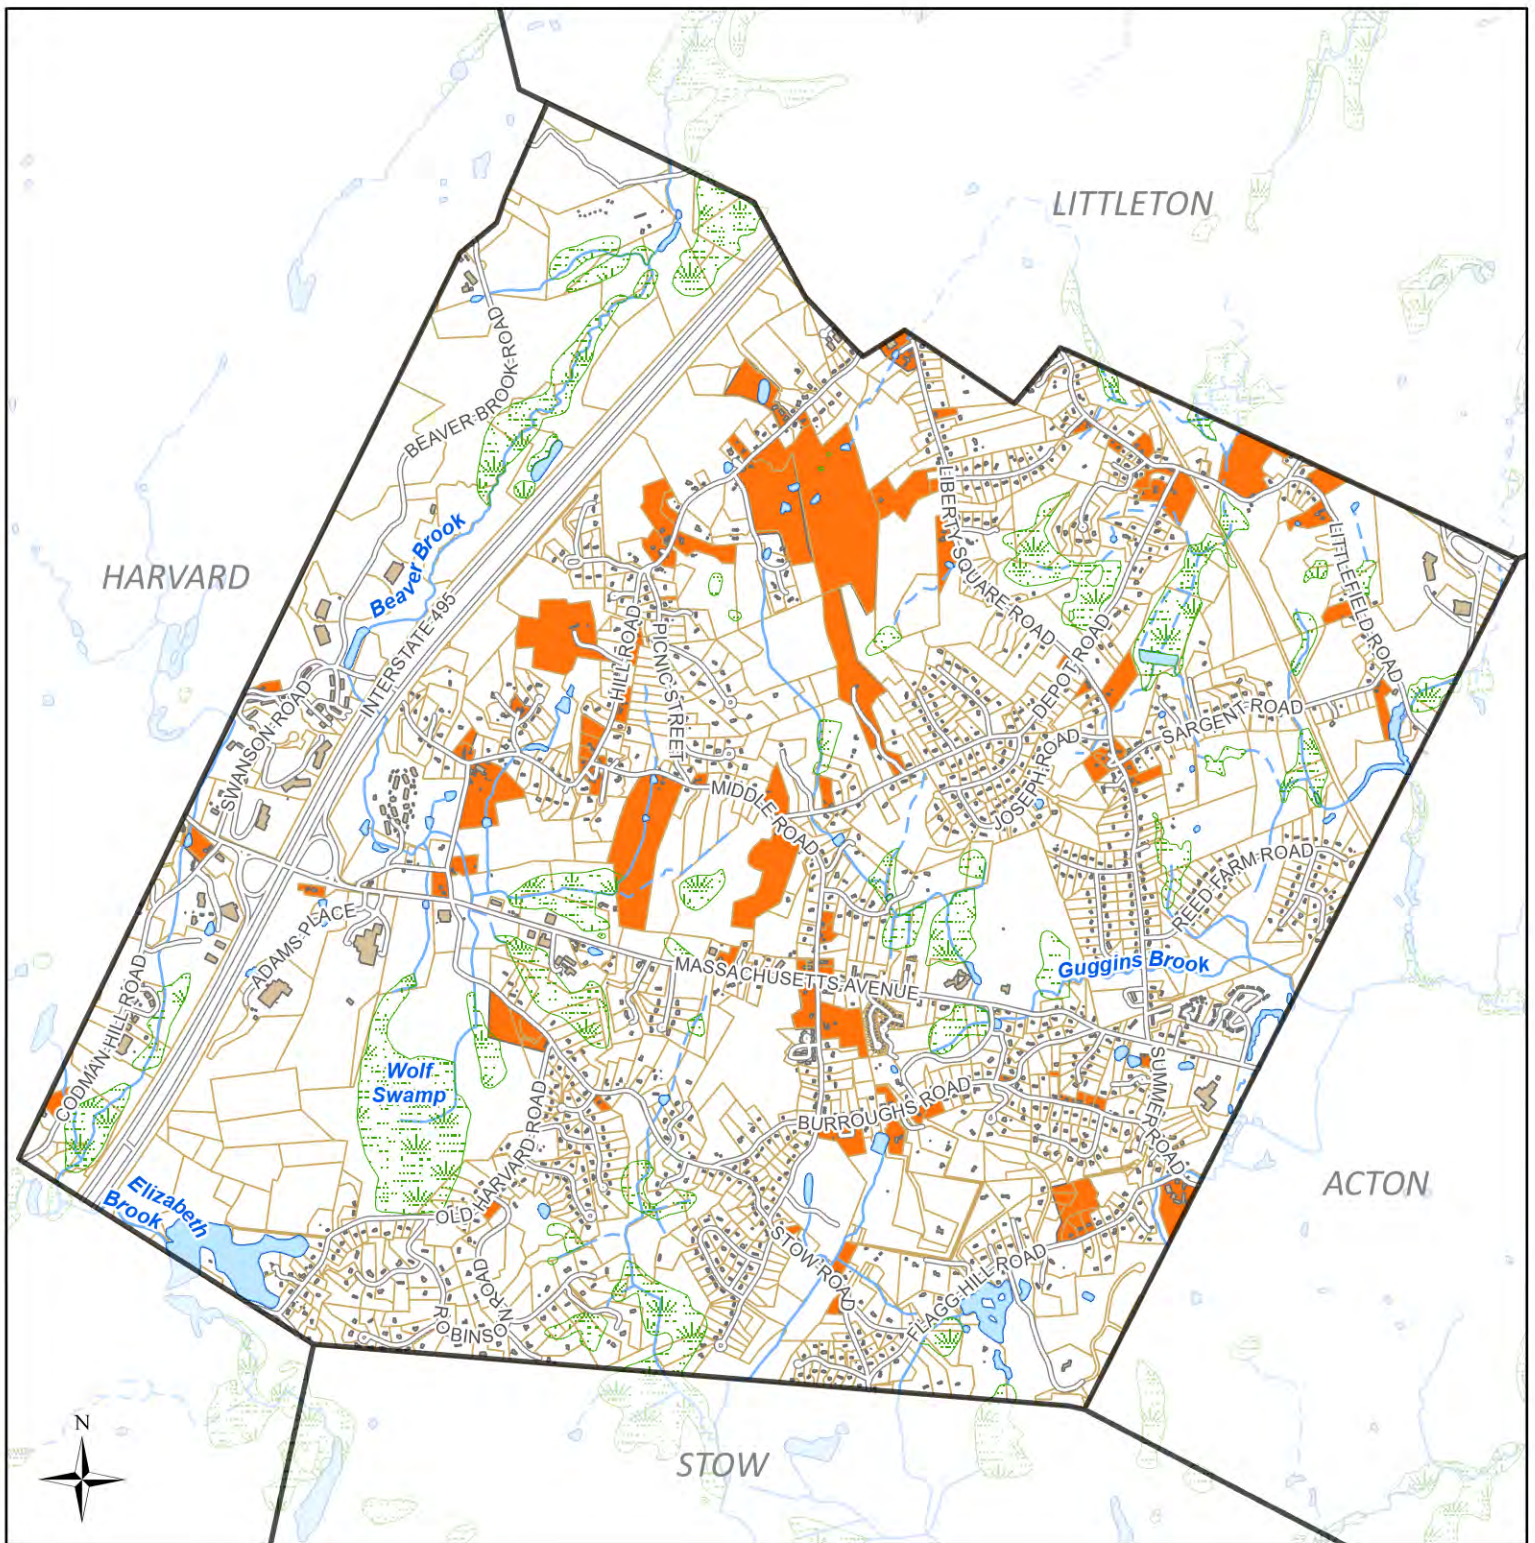 LITTLETON
BEAVER BROOK ROAD
LIBERTY SQUARE ROAD
LITTLEFIELD ROAD
Beaver Brook
HARVARD
INTERSTATE 495
HILL ROAD
PICNIC STREET
DEPOT ROAD
SWANSON ROAD
SARGENT ROAD
MIDDLE ROAD
JOSEPH ROAD
REED FARM ROAD
ADAMS PLACE
MASSACHUSETTS AVENUE
Guggins Brook
CODMAN HILL ROAD
Wolf
Swamp
BURROUGHS ROAD
SUMMER ROAD
OLD HARVARD ROAD
Elizabeth
Brook
ACTON
STOW ROAD
FLAGG HILL ROAD
ROBINSON ROAD
N
STOW